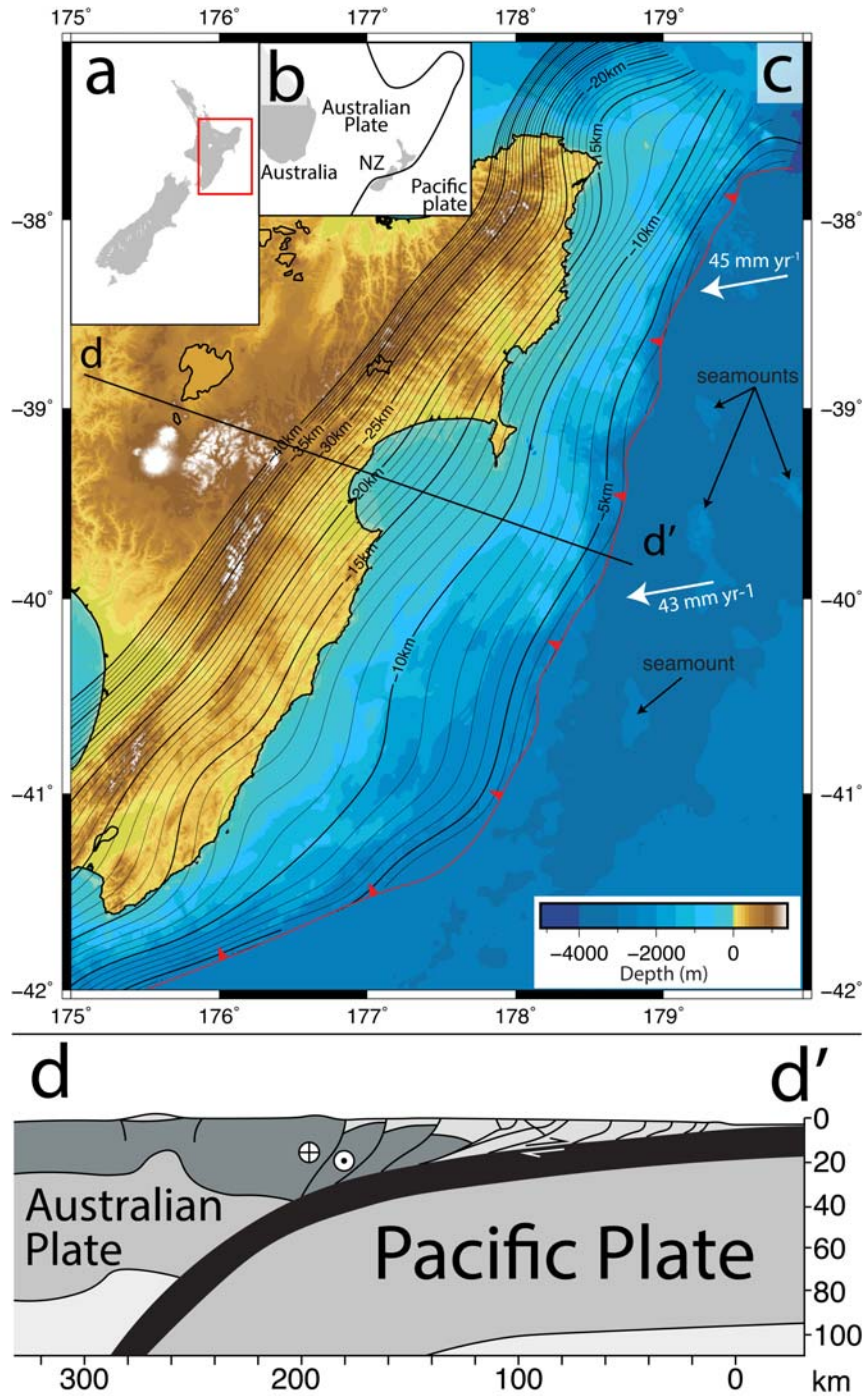 175˚ 176˚ 177˚ 178˚ 179˚
a
b
c
Australian
Plate
Australia
NZ
Pacific
plate
−20km
−5km
−10km
−38˚ −38˚
45 mm yr-1
d
seamounts
−39˚ −39˚
−40km
−35km
−30km
−25km
−20km
−15km
−5km
d’
−40˚ −40˚
43 mm yr-1
−10km
seamount
−41˚ −41˚
−4000 −2000 0
Depth (m)
−42˚ −42˚
175˚ 176˚ 177˚ 178˚ 179˚
d d’
0
20
40
60
80
100
Australian
Plate
Pacific Plate
300 200 100 0 km